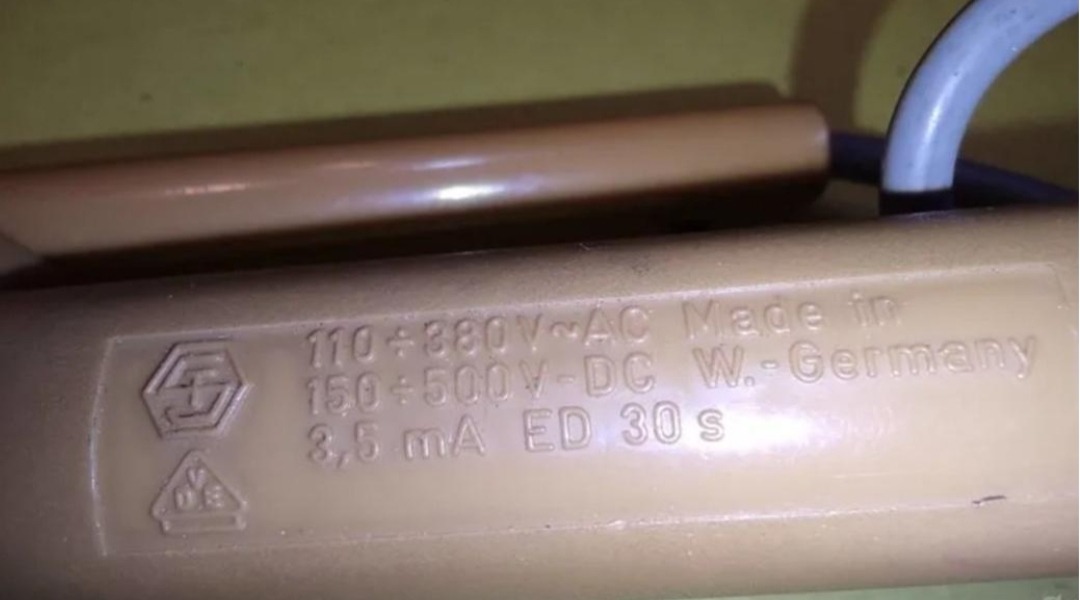 110÷380V~AC Made in
150÷500V-DC W.-Germany
3,5 mA ED 30 s
VDE